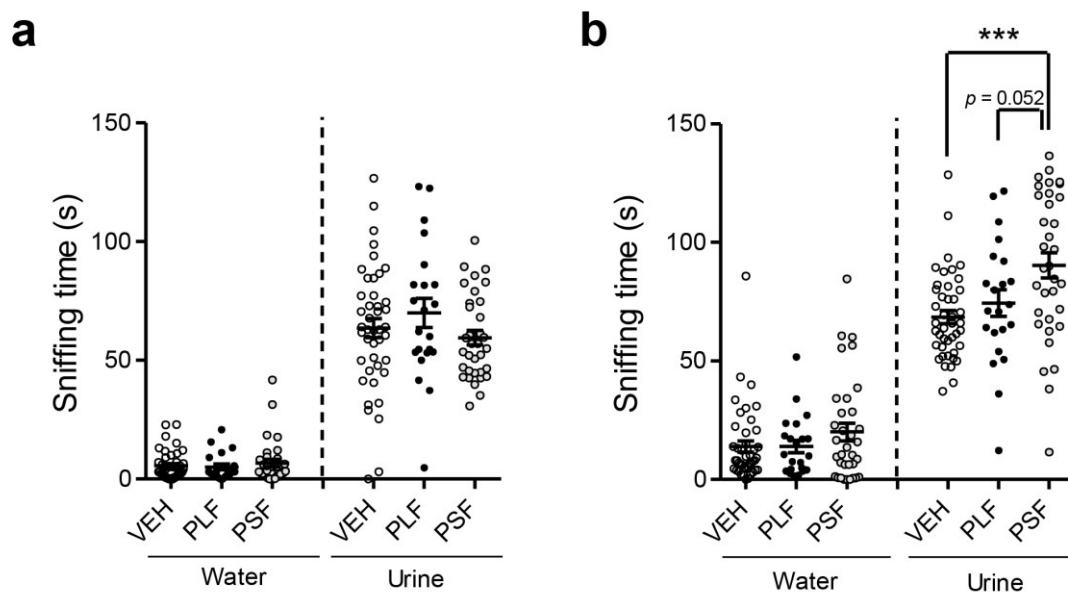 a
150
100
50
0
Sniffing time (s)
VEH
PLF
PSF
VEH
PLF
PSF
Water
Urine
b
***
p = 0.052
150
100
50
0
Sniffing time (s)
VEH
PLF
PSF
VEH
PLF
PSF
Water
Urine